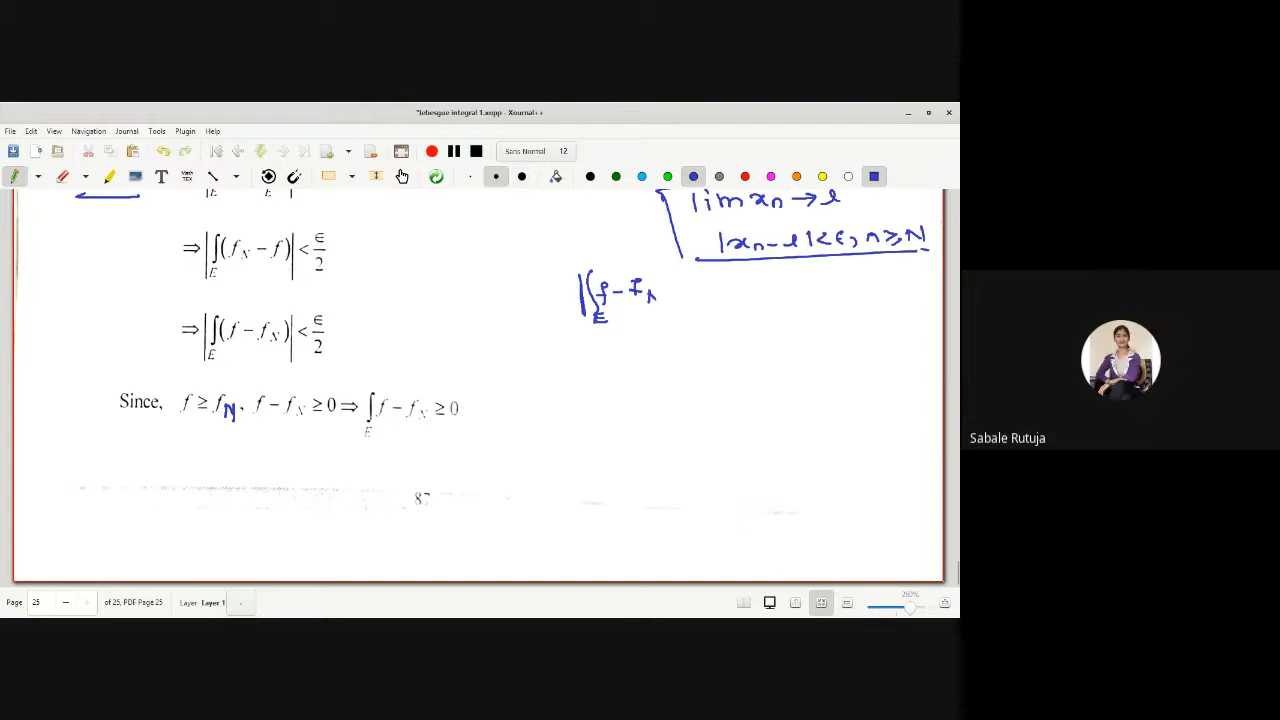 *lebesgue integral 1.xopp - Xournal++
File Edit View Navigation Journal Tools Plugin Help
Sans Normal 12
|E E|
lim xn → l
|xn - l| < ϵ, n ≥ N
⇒ |∫E (fN − f)| < ϵ/2
|∫E f − fN
⇒ |∫E (f − fN)| < ϵ/2
Since, f ≥ fN, f − fN ≥ 0 ⇒ ∫E f − fN ≥ 0
87
Sabale Rutuja
Page 25 of 25, PDF Page 25 Layer Layer 1
260%